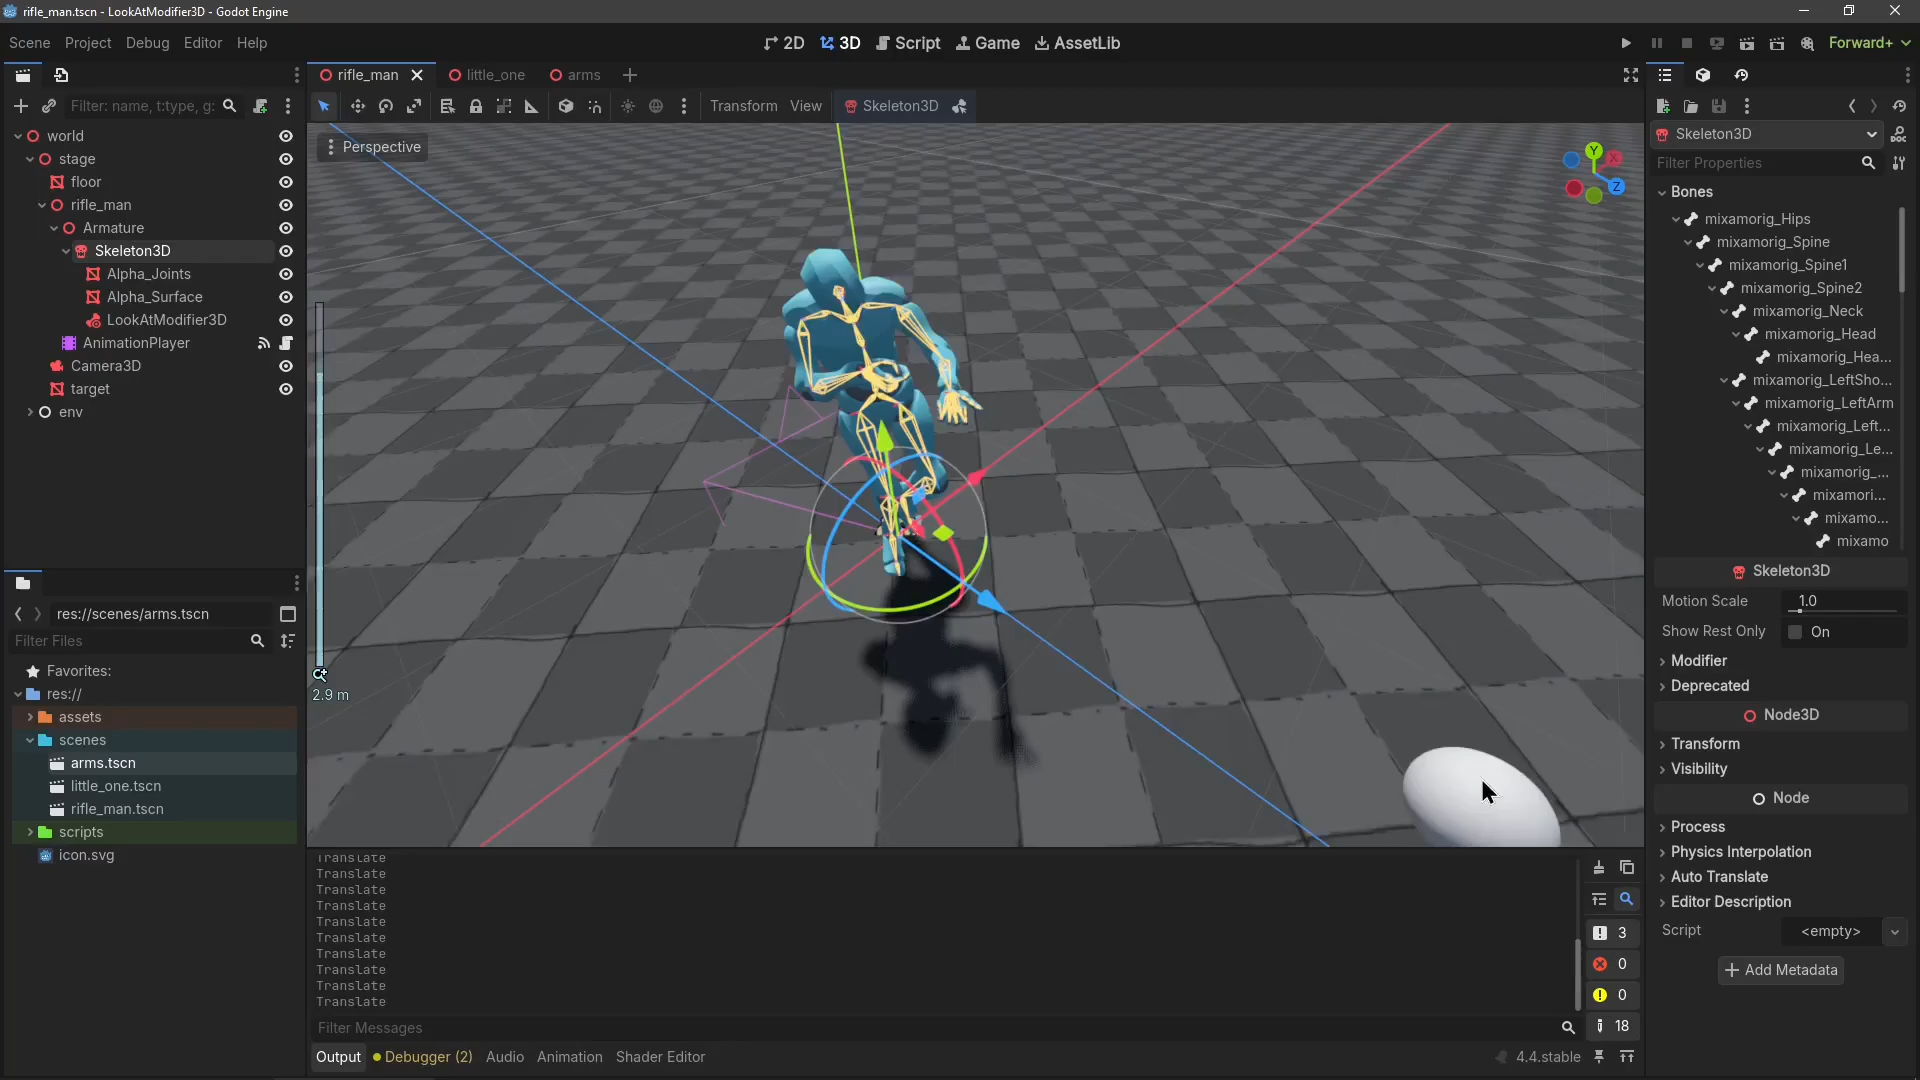 rifle_man.tscn - LookAtModifier3D - Godot Engine
Scene Project Debug Editor Help
2D 3D Script Game AssetLib
Forward+
Filter: name, t:type, g:
world
stage
floor
rifle_man
Armature
Skeleton3D
Alpha_Joints
Alpha_Surface
LookAtModifier3D
AnimationPlayer
Camera3D
target
env
res://scenes/arms.tscn
Filter Files
Favorites:
res://
assets
scenes
arms.tscn
little_one.tscn
rifle_man.tscn
scripts
icon.svg
rifle_man little_one arms
Transform View Skeleton3D
Perspective
Y
X
Z
2.9 m
Translate
Translate
Translate
Translate
Translate
Translate
Translate
Translate
Translate
Translate
3
0
0
18
Filter Messages
Output Debugger (2) Audio Animation Shader Editor
4.4.stable
Skeleton3D
Filter Properties
Bones
mixamorig_Hips
mixamorig_Spine
mixamorig_Spine1
mixamorig_Spine2
mixamorig_Neck
mixamorig_Head
mixamorig_Hea...
mixamorig_LeftSho...
mixamorig_LeftArm
mixamorig_Left...
mixamorig_Le...
mixamorig_...
mixamori...
mixamo...
mixamo
Skeleton3D
Motion Scale 1.0
Show Rest Only On
Modifier
Deprecated
Node3D
Transform
Visibility
Node
Process
Physics Interpolation
Auto Translate
Editor Description
Script <empty>
Add Metadata